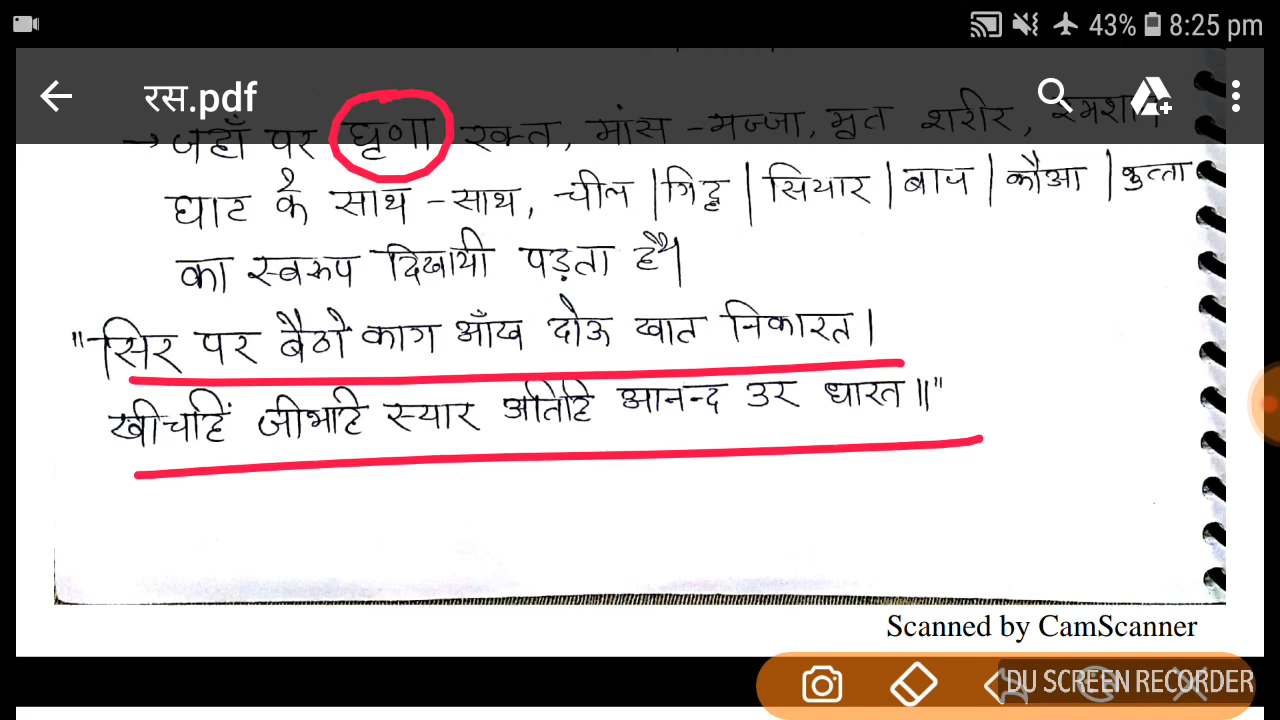 43% 8:25 pm
रस.pdf
→ जहाँ पर घृणा रक्त, मांस - मज्जा, मृत शरीर, श्मशान
घाट के साथ - साथ, चील | गिद्ध | सियार | बाज | कौआ | कुत्ता
का स्वरुप दिखायी पड़ता है।
"सिर पर बैठो काग आँख दोऊ खात निकारत।
खीचहिं जीभहि स्यार अतिहि आनन्द उर धारत॥"
Scanned by CamScanner
DU SCREEN RECORDER